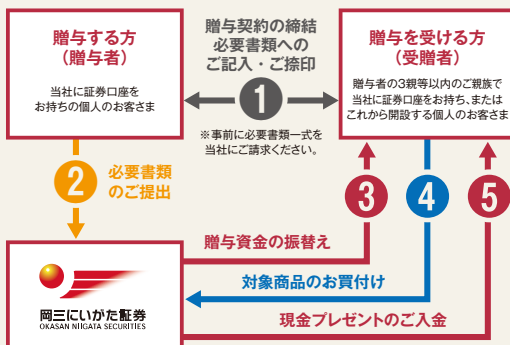 贈与する方
(贈与者)
当社に証券口座を
お持ちの個人のお客さま
贈与契約の締結
必要書類への
ご記入・ご捺印
1
※事前に必要書類一式を
当社にご請求ください。
贈与を受ける方
(受贈者)
贈与者の3親等以内のご親族で
当社に証券口座をお持ち、または
これから開設する個人のお客さま
2
必要書類
のご提出
3
4
5
贈与資金の振替え
対象商品のお買付け
現金プレゼントのご入金
岡三にいがた証券
OKASAN NIIGATA SECURITIES